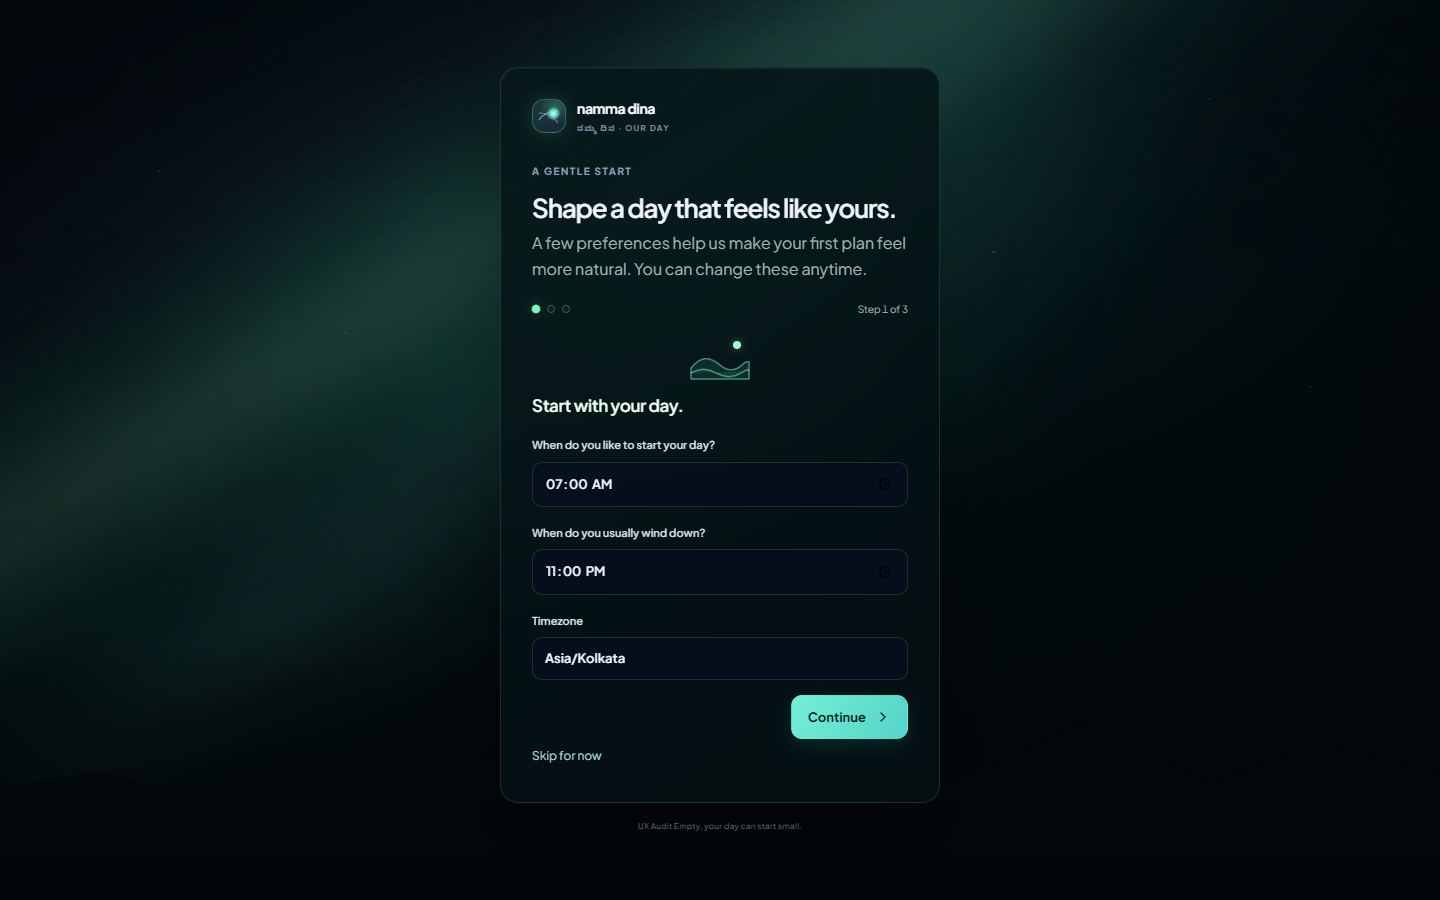 namma dina
ನಮ್ಮ ದಿನ · OUR DAY
A GENTLE START
Shape a day that feels like yours.
A few preferences help us make your first plan feel
more natural. You can change these anytime.
Step 1 of 3
Start with your day.
When do you like to start your day?
07:00 AM
When do you usually wind down?
11:00 PM
Timezone
Asia/Kolkata
Continue
Skip for now
UX Audit Empty, your day can start small.